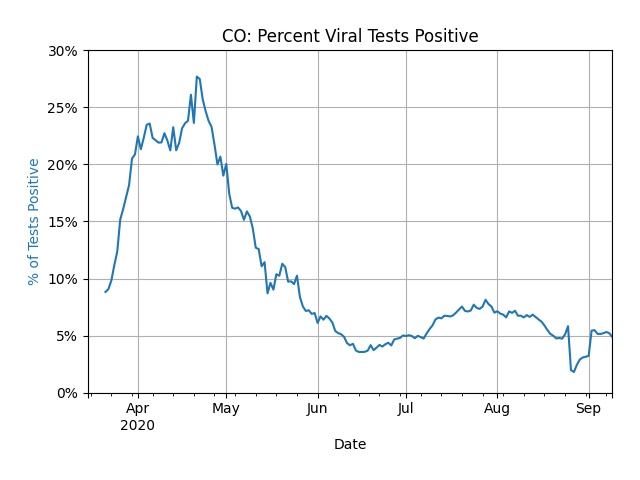 CO: Percent Viral Tests Positive
30%
25%
20%
15%
10%
5%
0%
% of Tests Positive
Apr
2020
May
Jun
Jul
Aug
Sep
Date